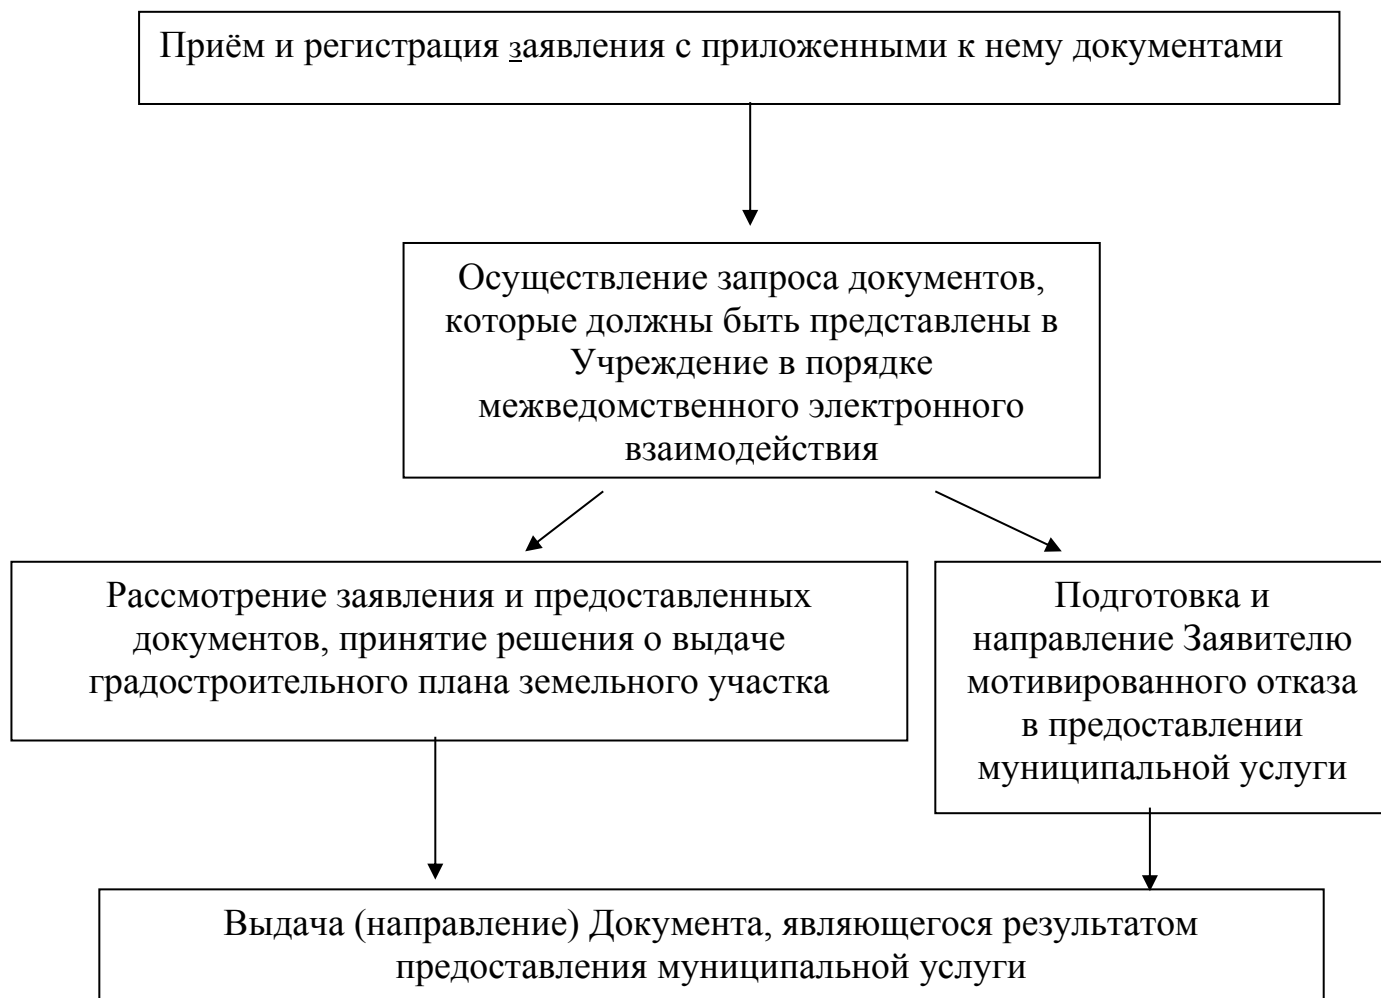 Приём и регистрация заявления с приложенными к нему документами
Осуществление запроса документов,
которые должны быть представлены в
Учреждение в порядке
межведомственного электронного
взаимодействия
Рассмотрение заявления и предоставленных
документов, принятие решения о выдаче
градостроительного плана земельного участка
Подготовка и
направление Заявителю
мотивированного отказа
в предоставлении
муниципальной услуги
Выдача (направление) Документа, являющегося результатом
предоставления муниципальной услуги